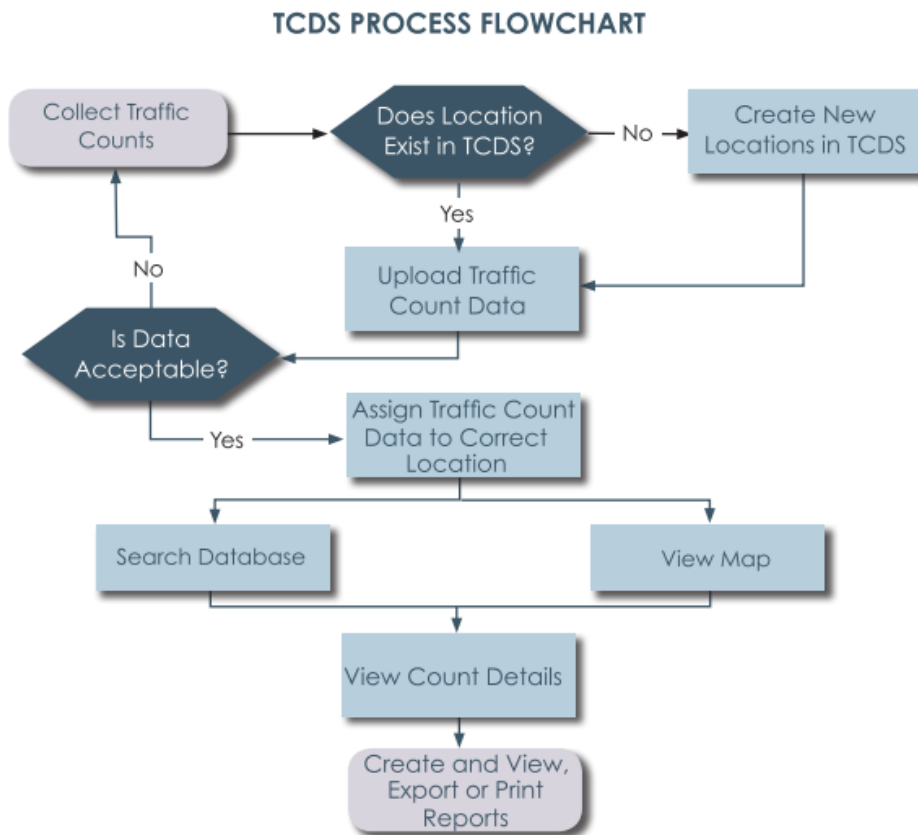 TCDS PROCESS FLOWCHART
Collect Traffic
Counts
Does Location
Exist in TCDS?
No
Create New
Locations in TCDS
Yes
Upload Traffic
Count Data
No
Is Data
Acceptable?
Yes
Assign Traffic Count
Data to Correct
Location
Search Database
View Map
View Count Details
Create and View,
Export or Print
Reports